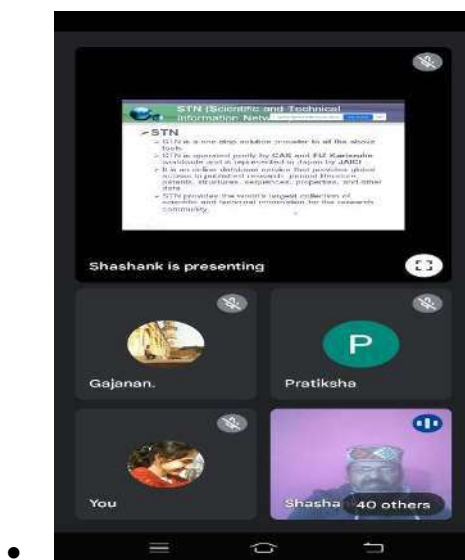 STN (Scientific and Technical
Information Netw
STN
STN is a one stop solution provider to all the above
tools
STN is operated jointly by CAS and FIZ Karlsruhe
worldwide and is represented in Japan by JAICI
It is an online database service that provides global
access to published research, journal literature,
patents, structures, sequences, properties, and other
data
STN provides the world's largest collection of
scientific and technical information for the research
community.
Shashank is presenting
Gajanan.
P
Pratiksha
You
Shasha
40 others